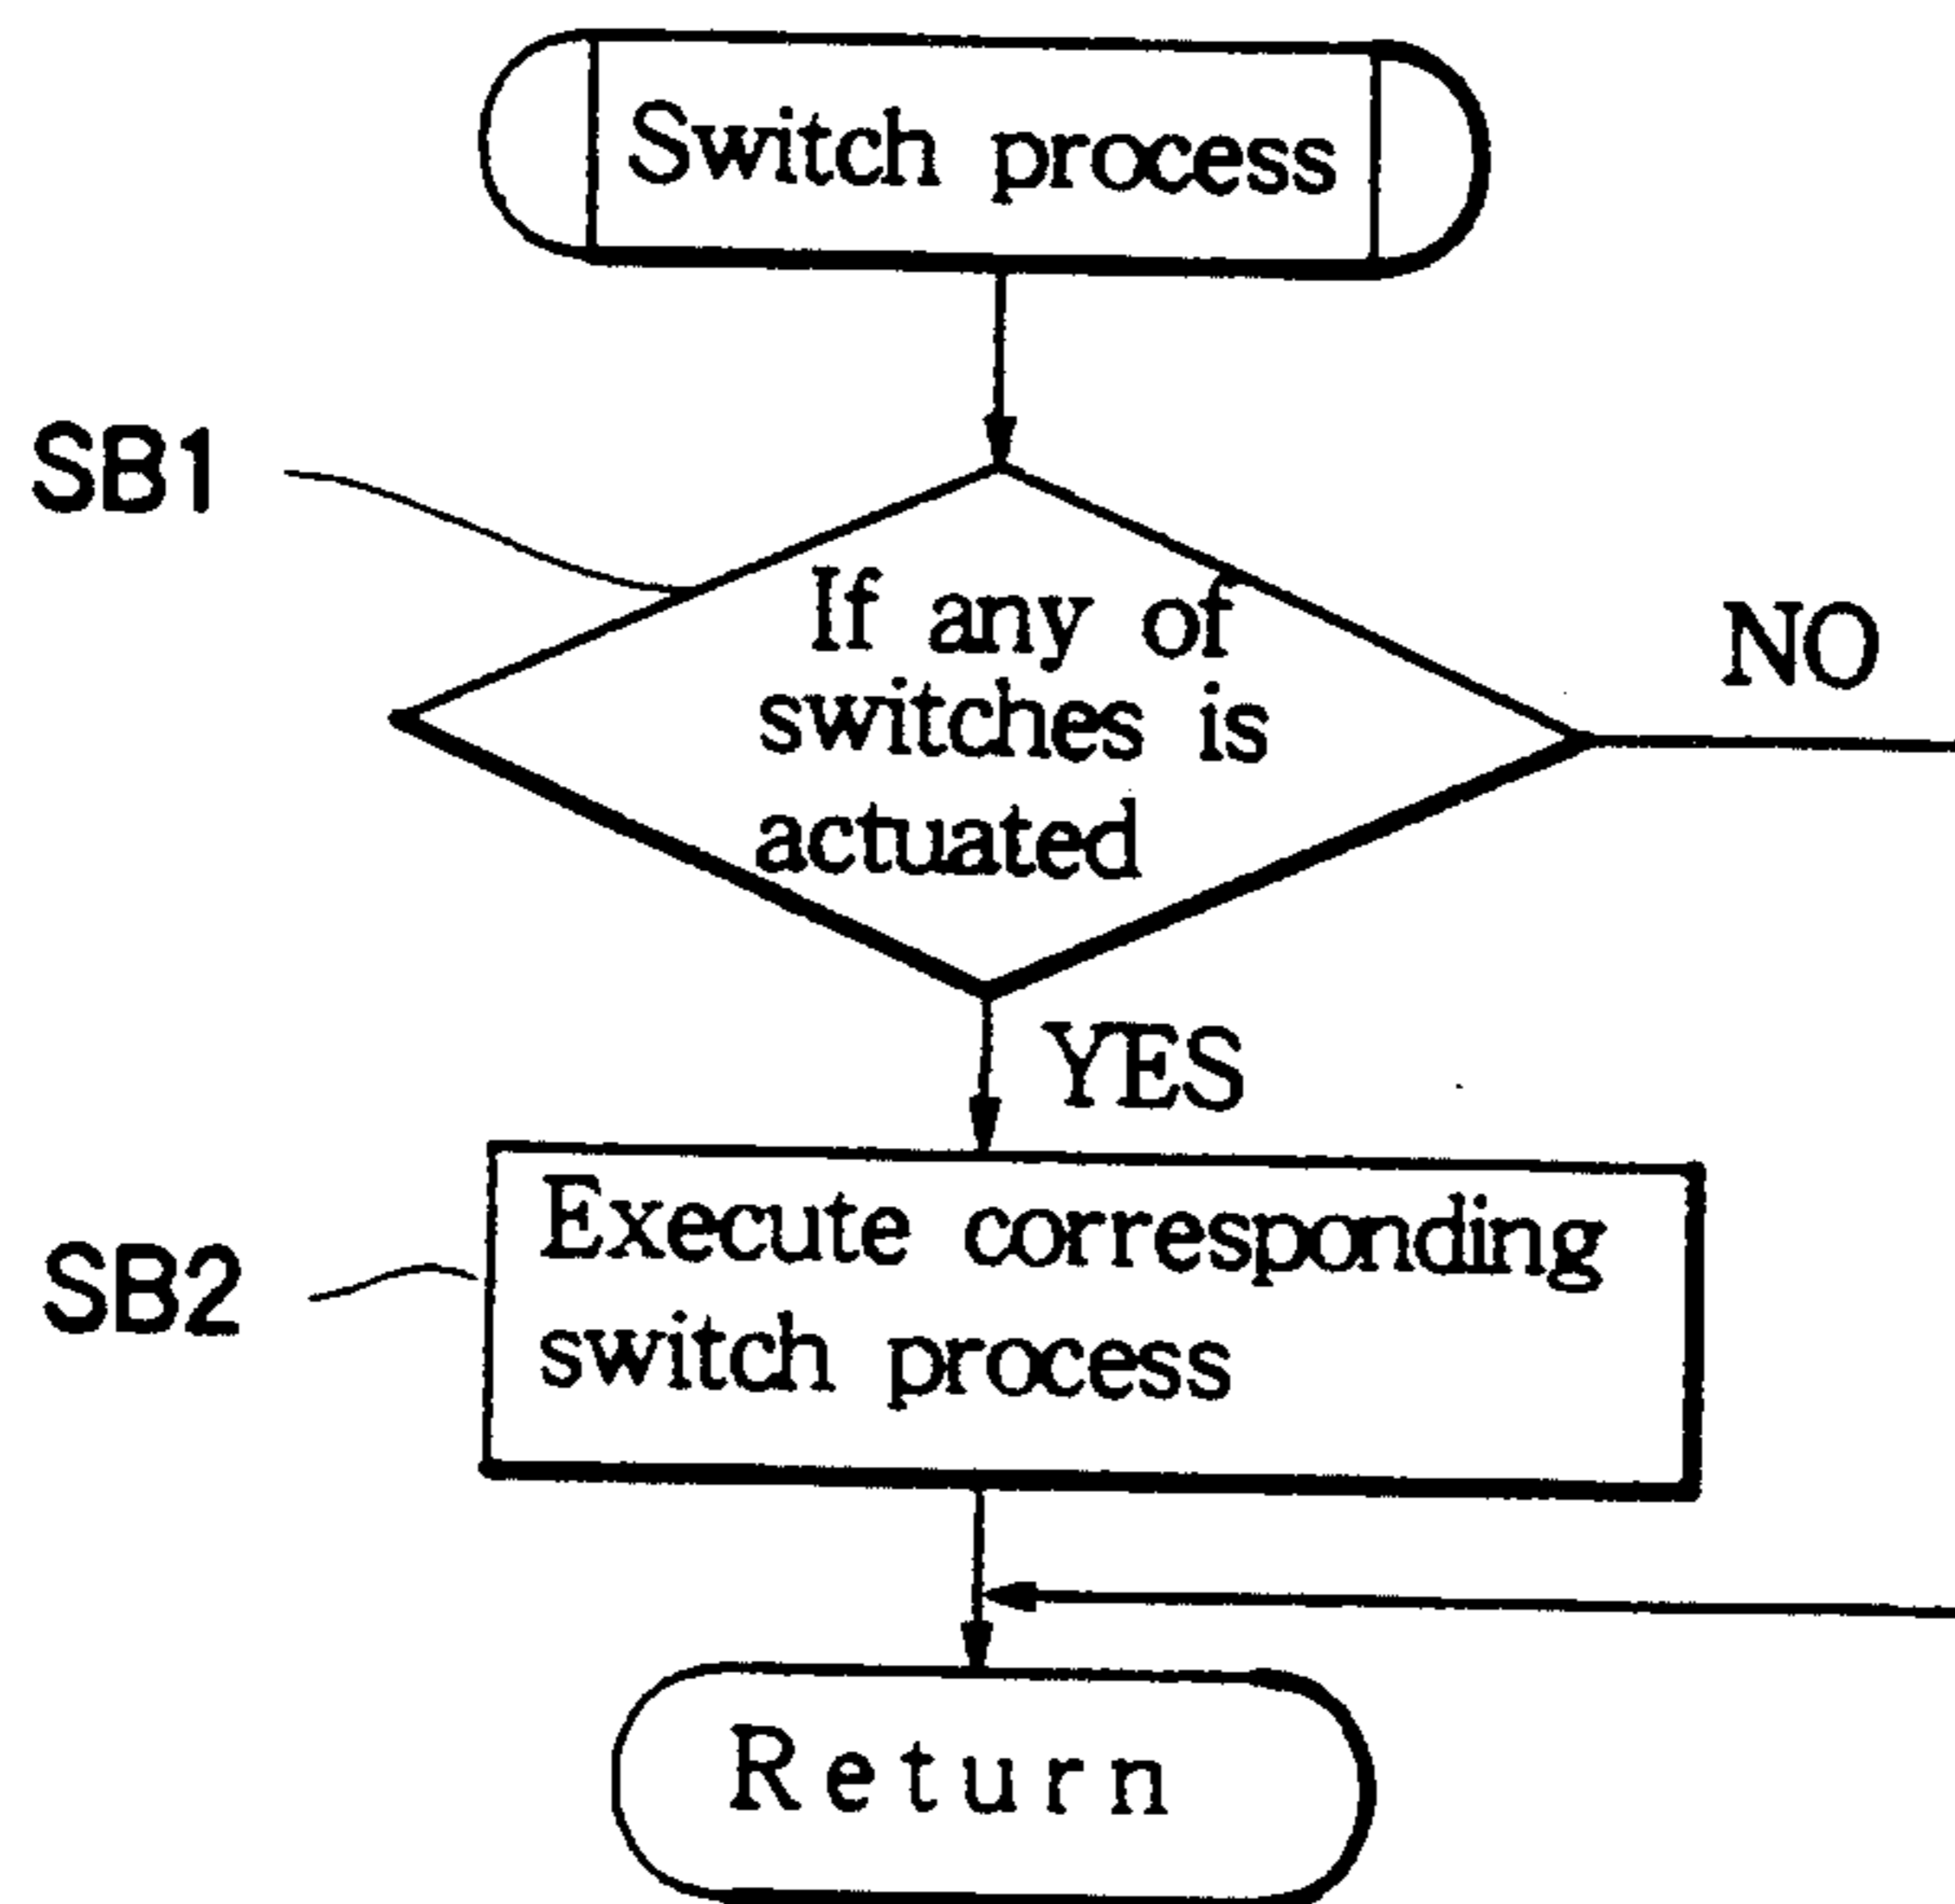 Switch process
SB1
If any of
switches is
actuated
NO
YES
SB2
Execute corresponding
switch process
Return